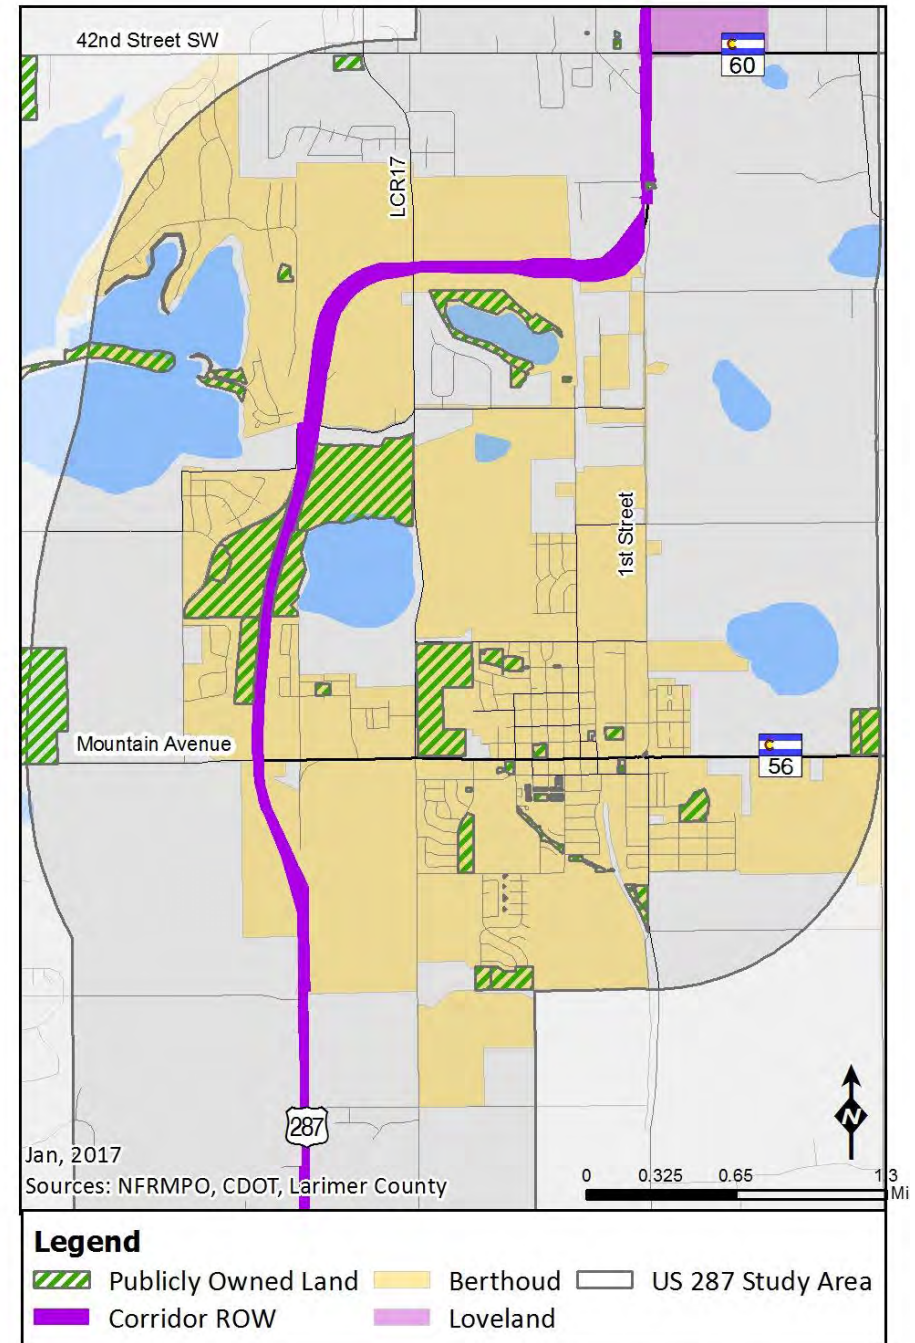 42nd Street SW
60
LCR17
1st Street
Mountain Avenue
56
287
N
Jan, 2017
Sources: NFRMPO, CDOT, Larimer County
0 0.325 0.65 1.3
Mi
Legend
Publicly Owned Land Berthoud US 287 Study Area
Corridor ROW Loveland